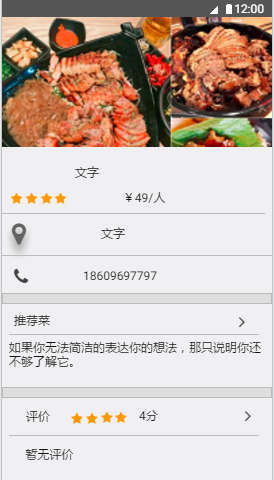 12:00
文字
￥49/人
文字
18609697797
推荐菜
如果你无法简洁的表达你的想法，那只说明你还
不够了解它。
评价 4分
暂无评价